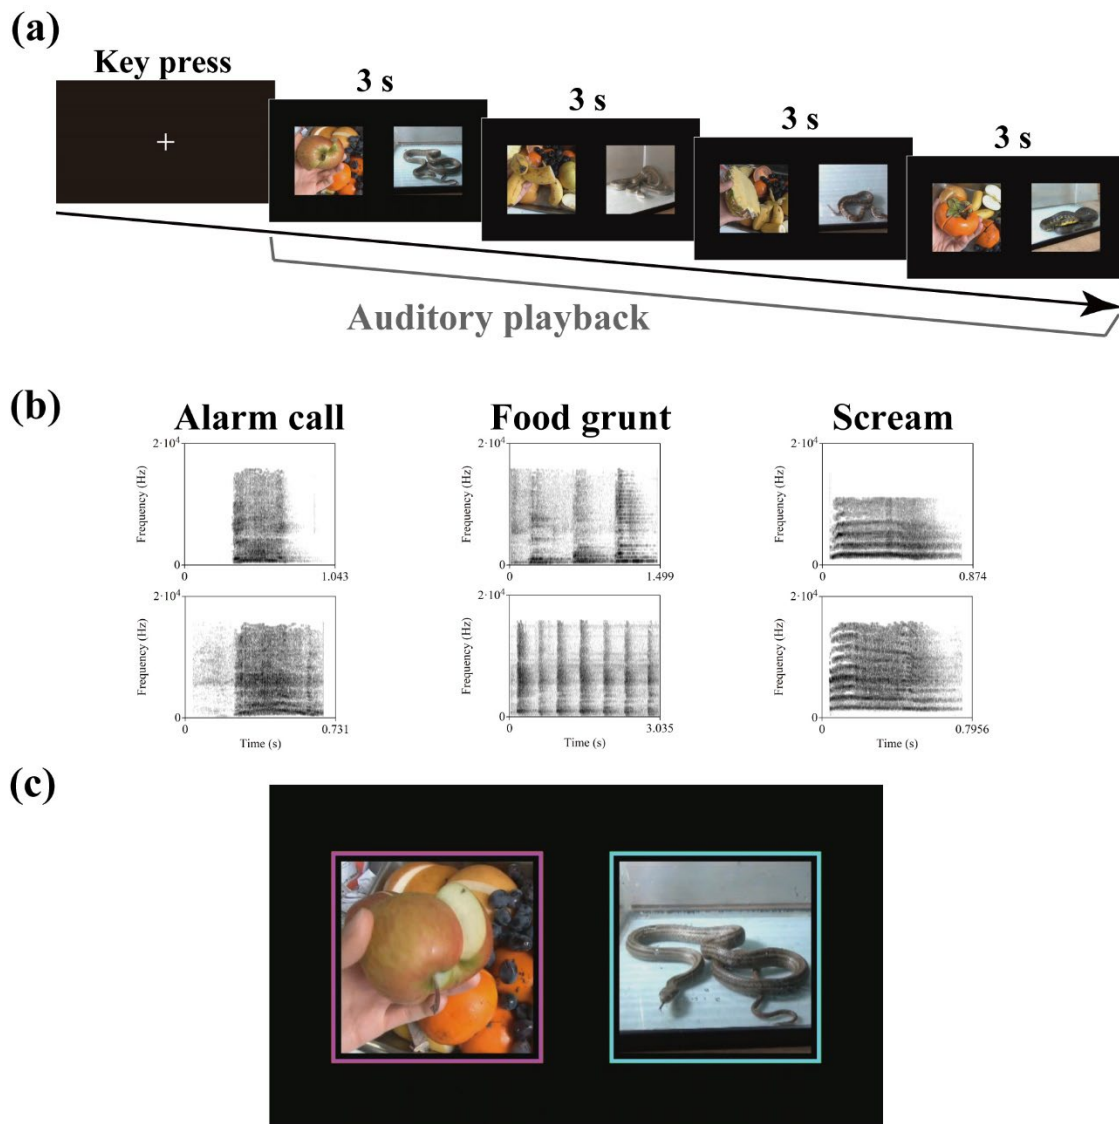 (a)
Key press
3 s
3 s
3 s
3 s
Auditory playback
(b)
Alarm call
Food grunt
Scream
2·10⁴
Frequency (Hz)
0
0
1.043
2·10⁴
Frequency (Hz)
0
0
1.499
2·10⁴
Frequency (Hz)
0
0
0.874
2·10⁴
Frequency (Hz)
0
0
0.731
Time (s)
2·10⁴
Frequency (Hz)
0
0
3.035
Time (s)
2·10⁴
Frequency (Hz)
0
0
0.7956
Time (s)
(c)